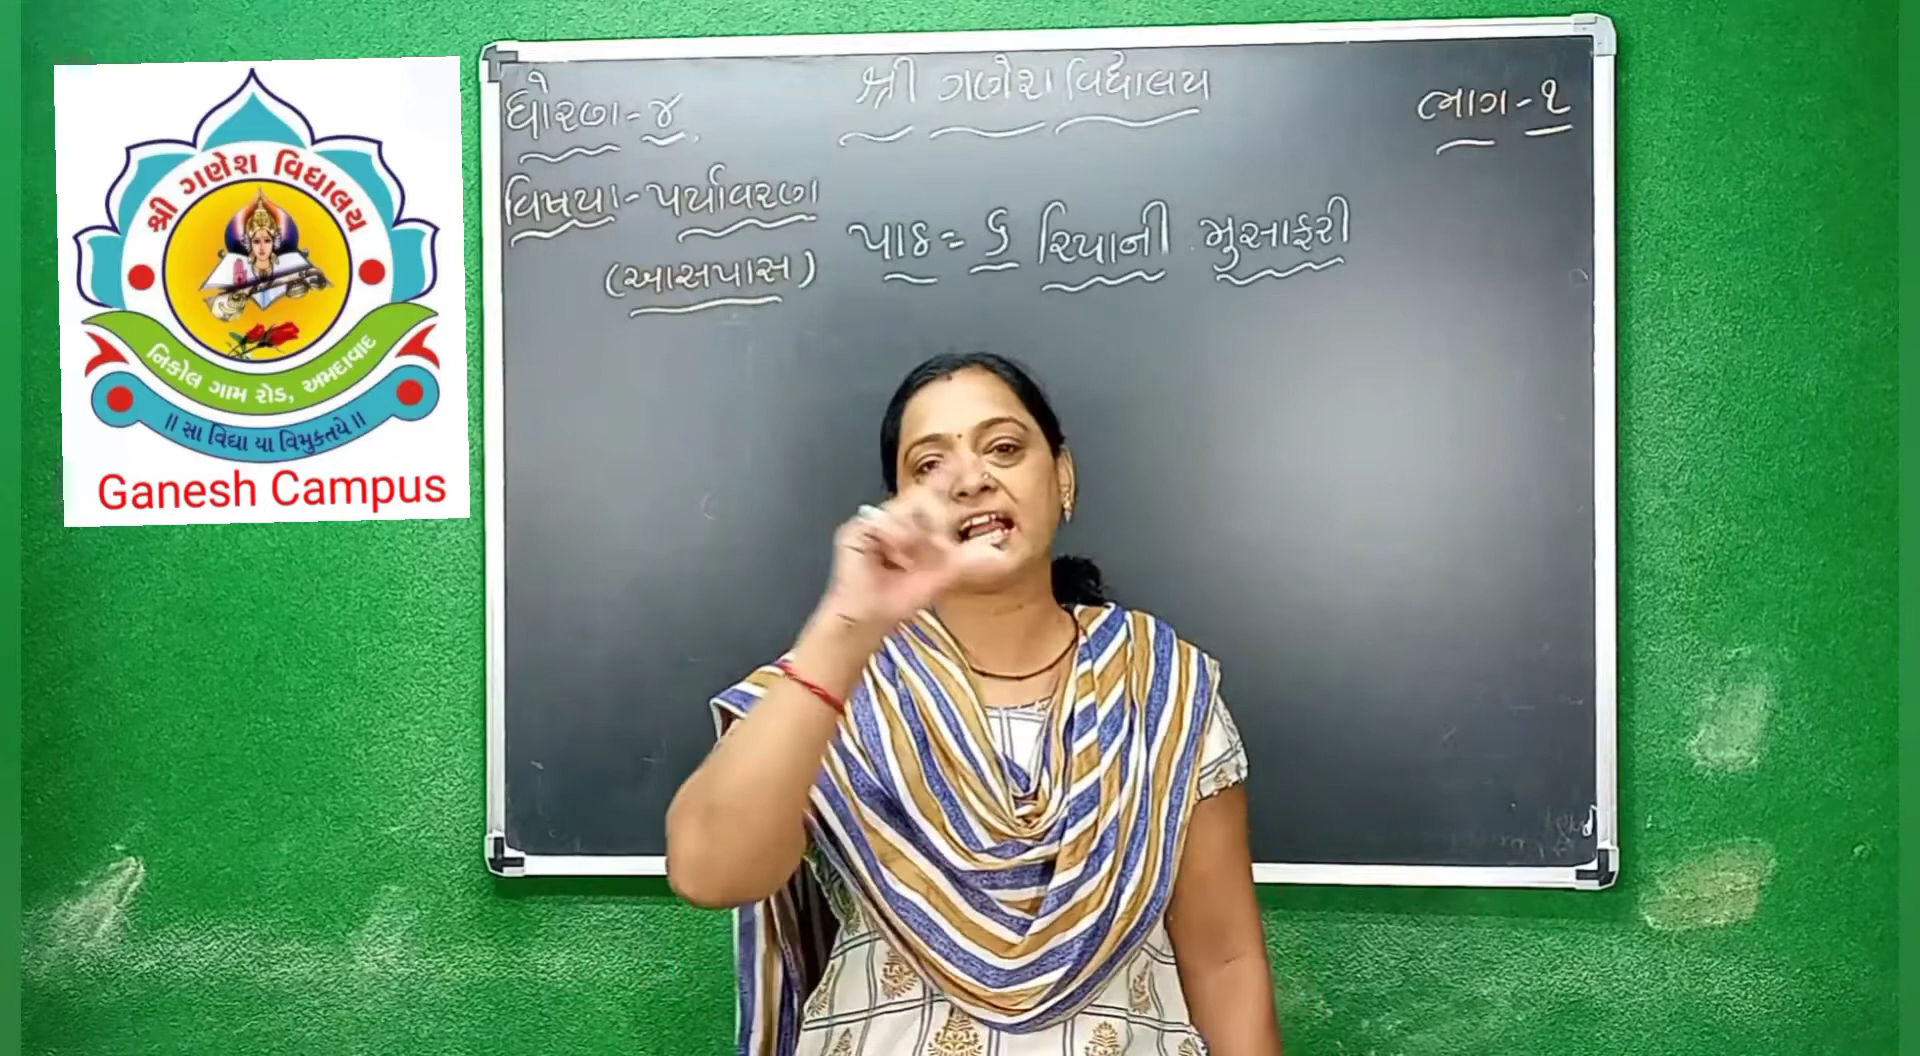 શ્રી ગણેશ વિદ્યાલય
નિકોલ ગામ રોડ, અમદાવાદ
॥ સા વિદ્યા યા વિમુક્તયે ॥
Ganesh Campus
શ્રી ગણેશ વિદ્યાલય
ધોરણ-૪
ભાગ-૧
વિષય-પર્યાવરણ
(આસપાસ)
પાઠ= ૬ રિયાની મુસાફરી